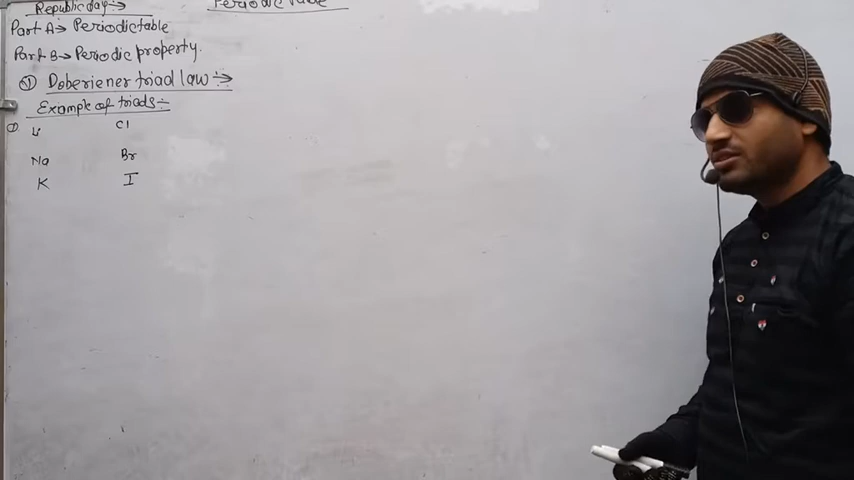 Republic day:→ Periodic table
Part A→ Periodic table
Part B→ Periodic property.
① Doberiener triad law:→
Example of triads:-
① Li Cl
Na Br
K I